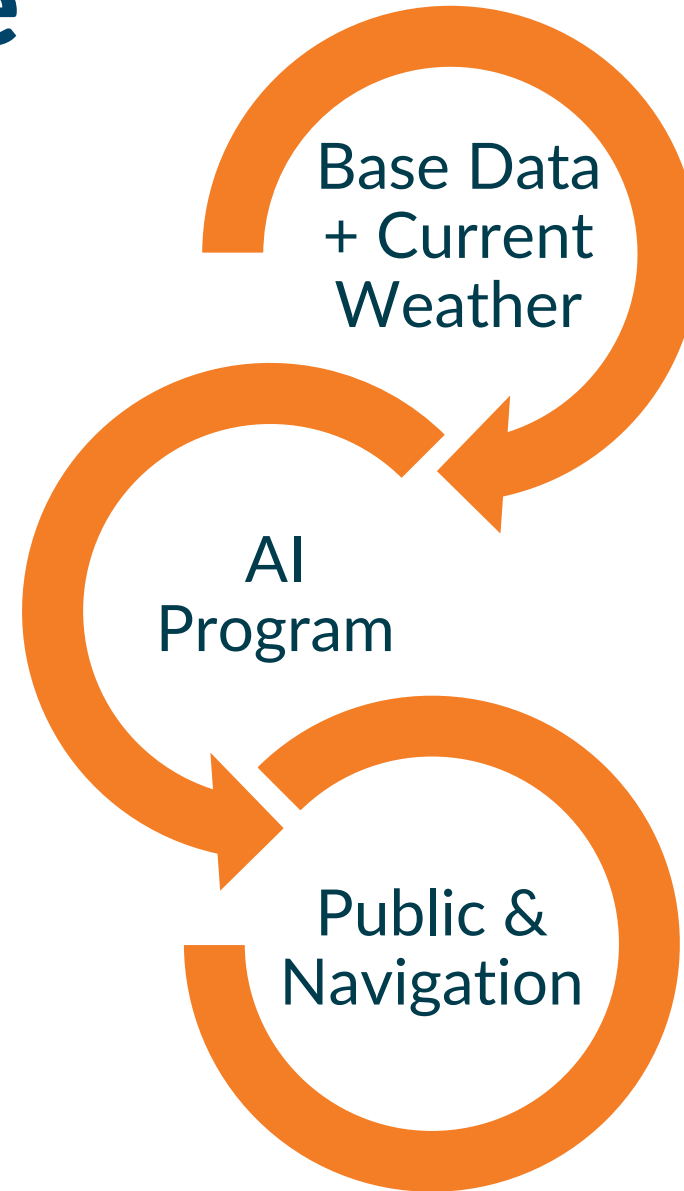 Base Data
+ Current
Weather
AI
Program
Public &
Navigation